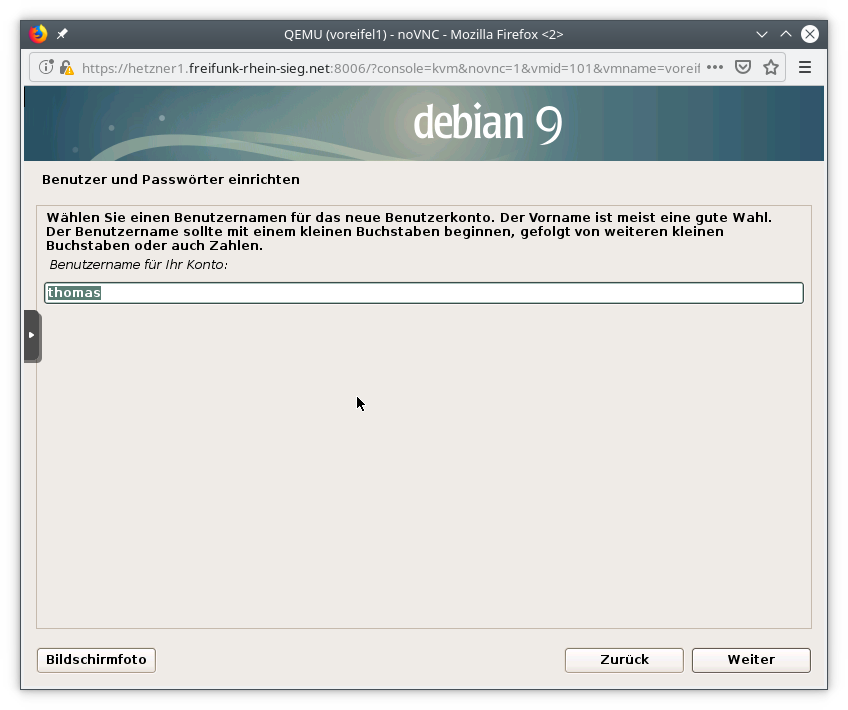 QEMU (voreifel1) - noVNC - Mozilla Firefox <2>
https://hetzner1.freifunk-rhein-sieg.net:8006/?console=kvm&novnc=1&vmid=101&vmname=voreif
debian 9
Benutzer und Passwörter einrichten
Wählen Sie einen Benutzernamen für das neue Benutzerkonto. Der Vorname ist meist eine gute Wahl.
Der Benutzername sollte mit einem kleinen Buchstaben beginnen, gefolgt von weiteren kleinen
Buchstaben oder auch Zahlen.
Benutzername für Ihr Konto:
thomas
Bildschirmfoto
Zurück
Weiter